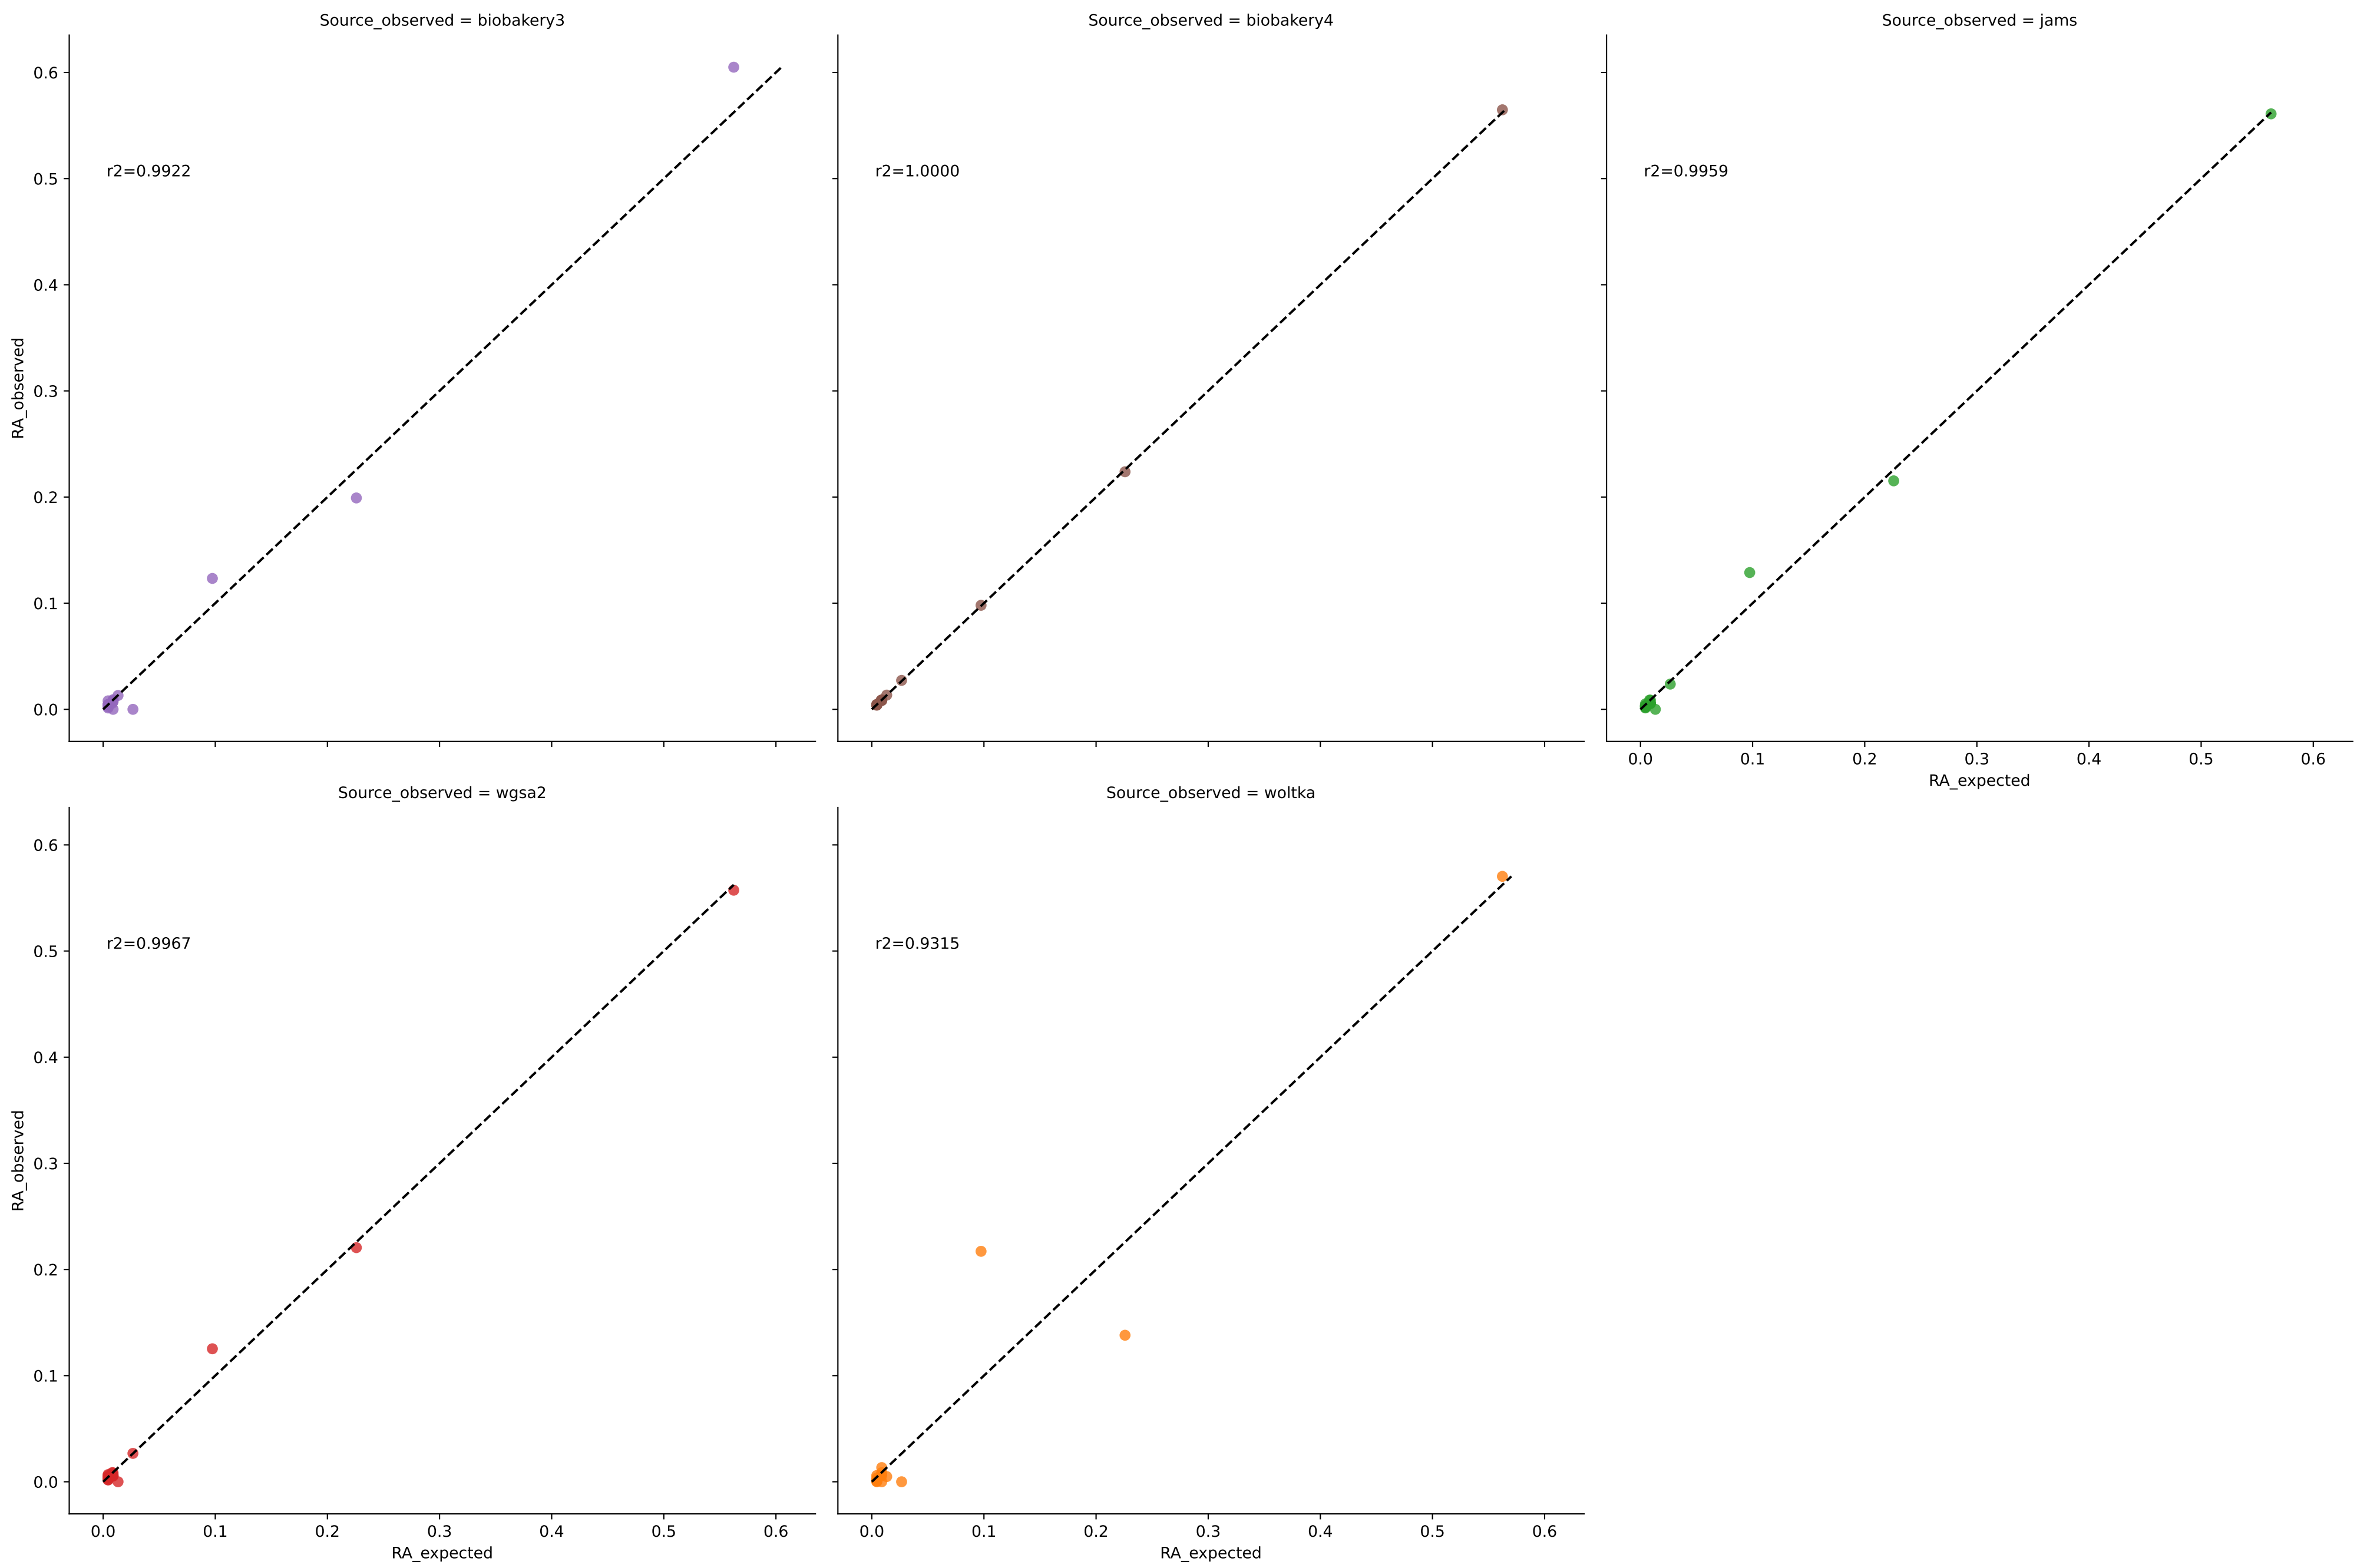 Source_observed = biobakery3
Source_observed = biobakery4
Source_observed = jams
0.6
0.5
0.4
0.3
0.2
0.1
0.0
RA_observed
r2=0.9922
r2=1.0000
r2=0.9959
0.0 0.1 0.2 0.3 0.4 0.5 0.6
RA_expected
Source_observed = wgsa2
Source_observed = woltka
0.6
0.5
0.4
0.3
0.2
0.1
0.0
RA_observed
r2=0.9967
r2=0.9315
0.0 0.1 0.2 0.3 0.4 0.5 0.6
RA_expected
0.0 0.1 0.2 0.3 0.4 0.5 0.6
RA_expected